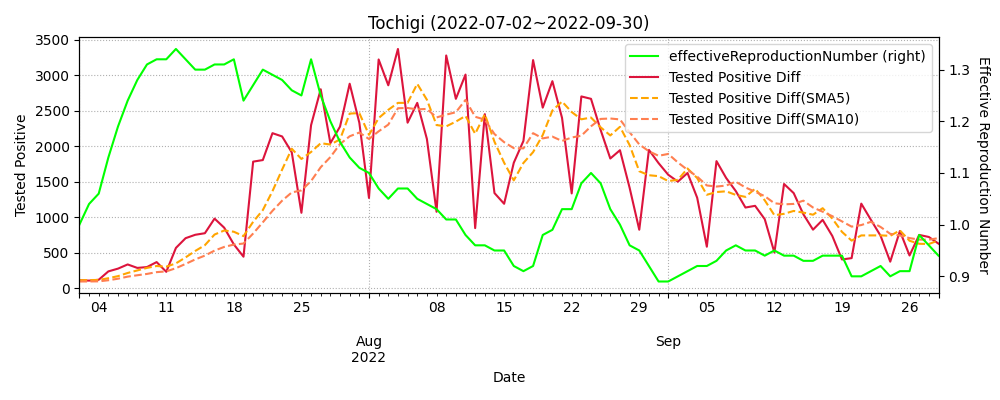 Tochigi (2022-07-02~2022-09-30)
effectiveReproductionNumber (right)
Tested Positive Diff
Tested Positive Diff(SMA5)
Tested Positive Diff(SMA10)
3500
3000
2500
2000
1500
1000
500
0
Tested Positive
1.3
1.2
1.1
1.0
0.9
Effective Reproduction Number
04 11 18 25 08 15 22 29 05 12 19 26
Aug Sep
2022
Date